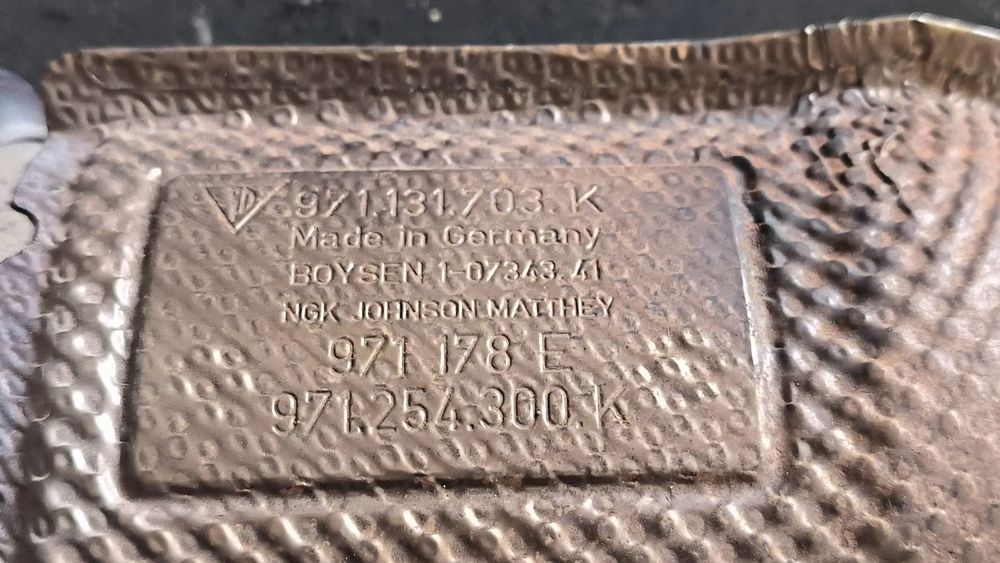 971.131.703.K
Made in Germany
BOYSEN 1-07343.41
NGK JOHNSON MATTHEY
971 178 E
971.254.300.K